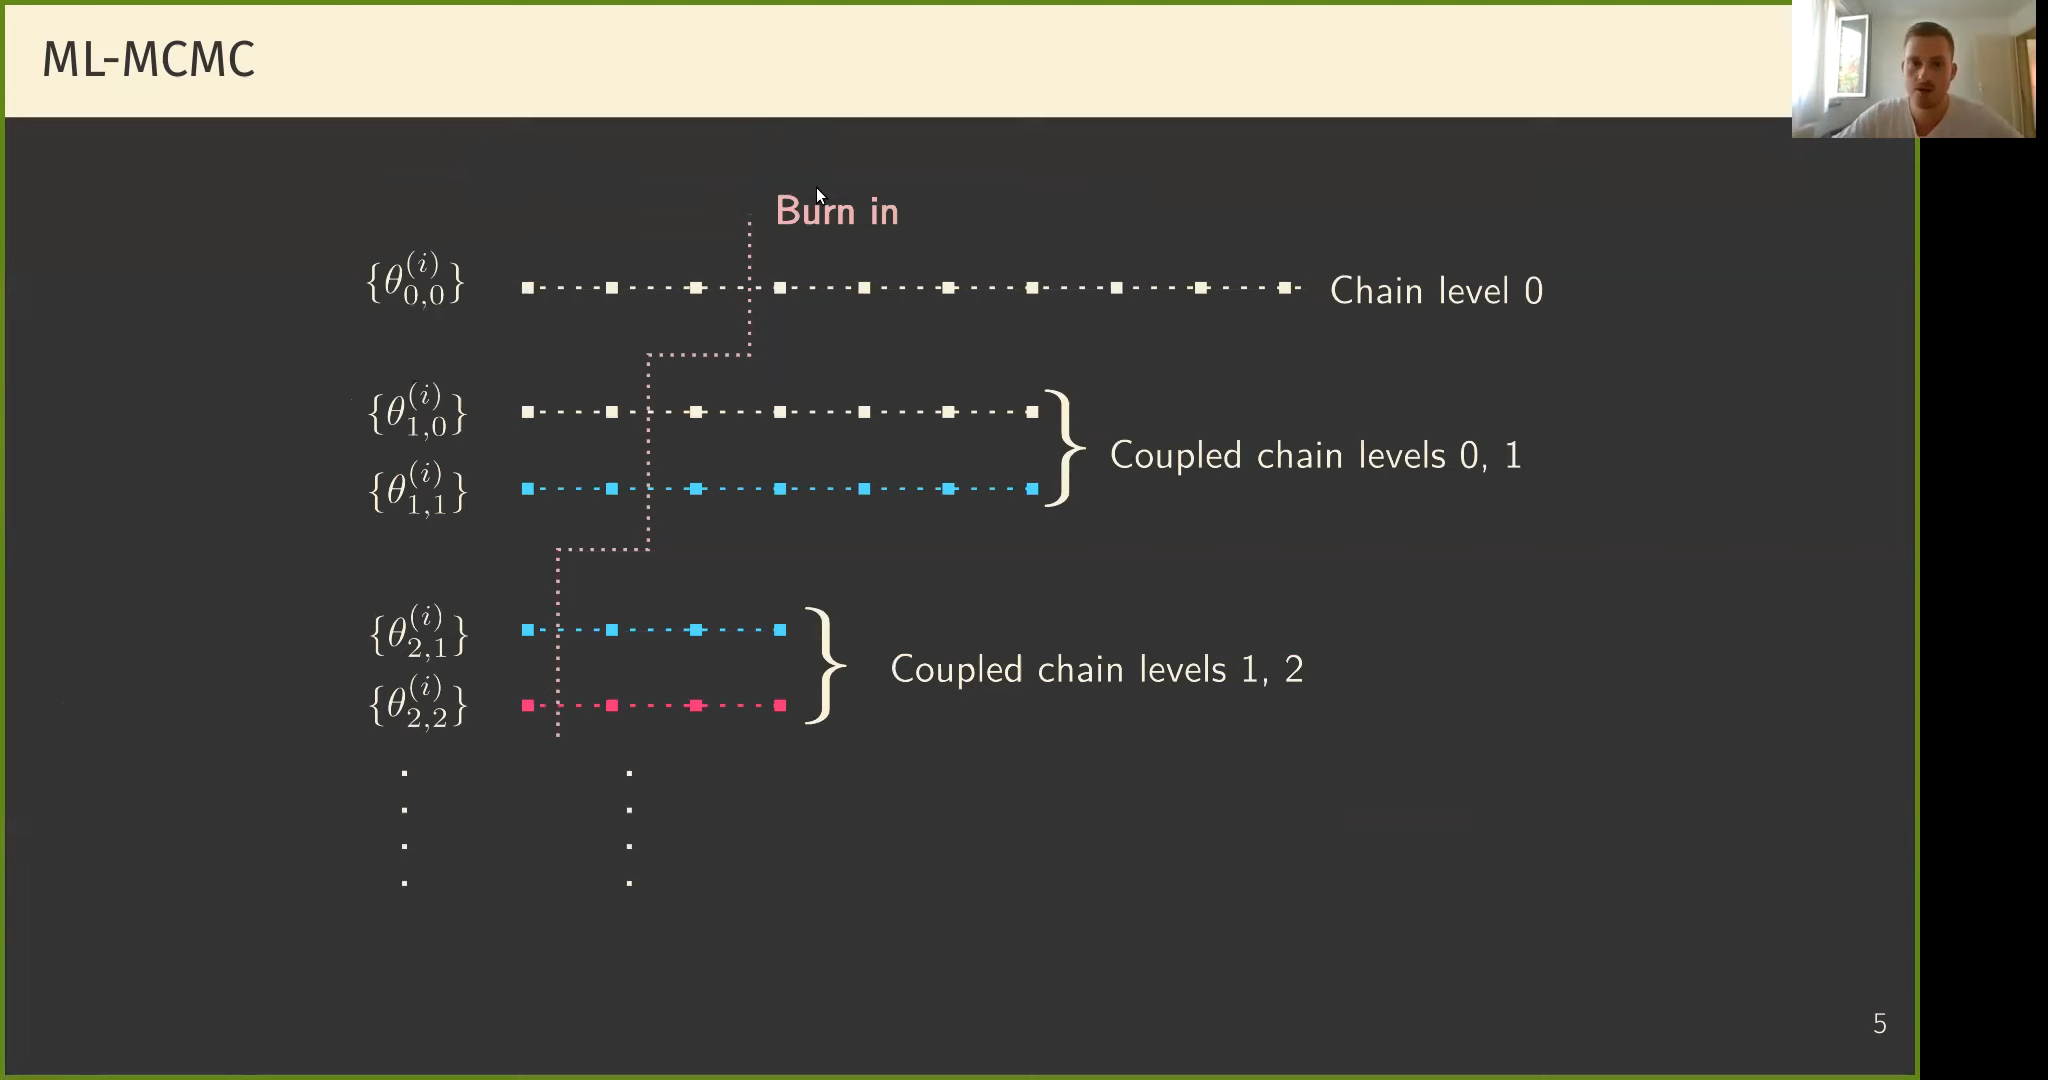 ML-MCMC
Burn in
{θ_{0,0}^{(i)}} Chain level 0
{θ_{1,0}^{(i)}}
Coupled chain levels 0, 1
{θ_{1,1}^{(i)}}
{θ_{2,1}^{(i)}}
Coupled chain levels 1, 2
{θ_{2,2}^{(i)}}
5